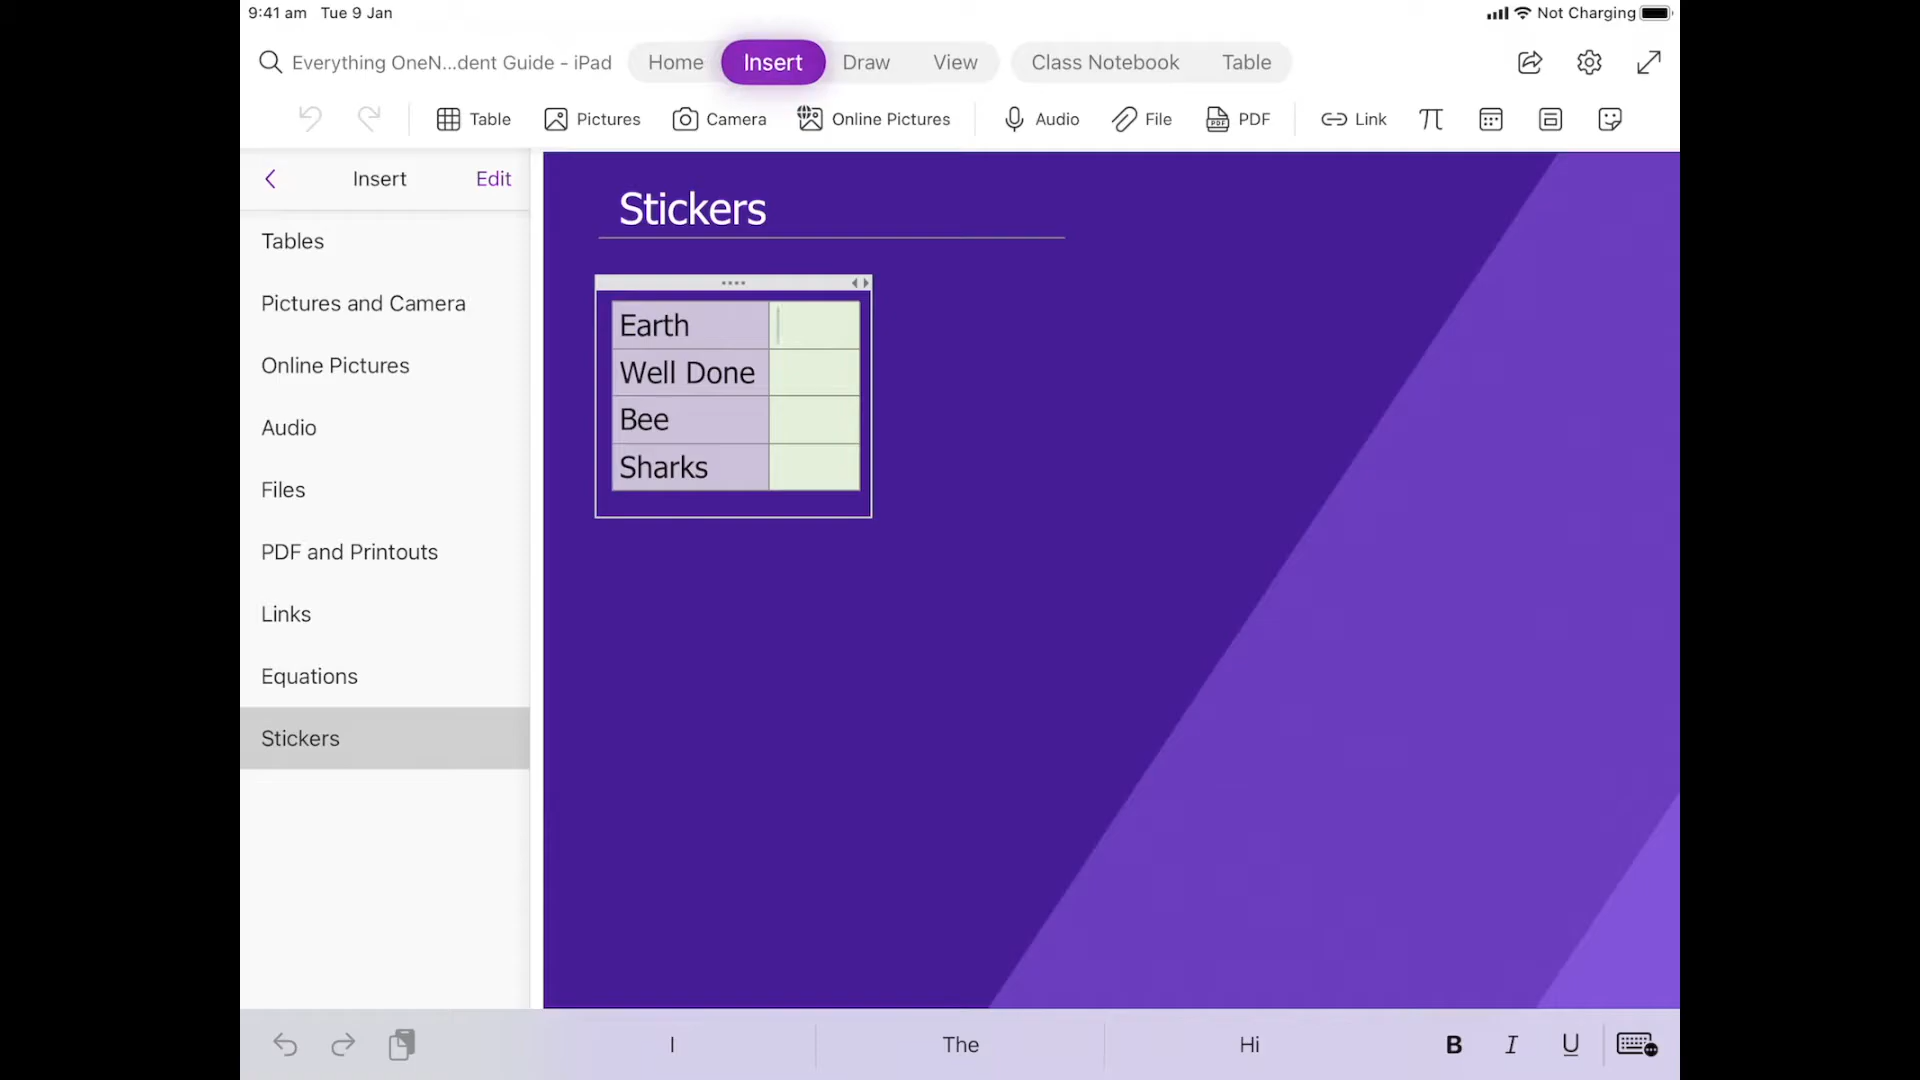 9:41 am Tue 9 Jan
Not Charging
Everything OneN...dent Guide - iPad
Home Insert Draw View Class Notebook Table
Table Pictures Camera Online Pictures Audio File PDF Link
Insert Edit
Tables
Pictures and Camera
Online Pictures
Audio
Files
PDF and Printouts
Links
Equations
Stickers
Stickers
Earth
Well Done
Bee
Sharks
I The Hi B I U